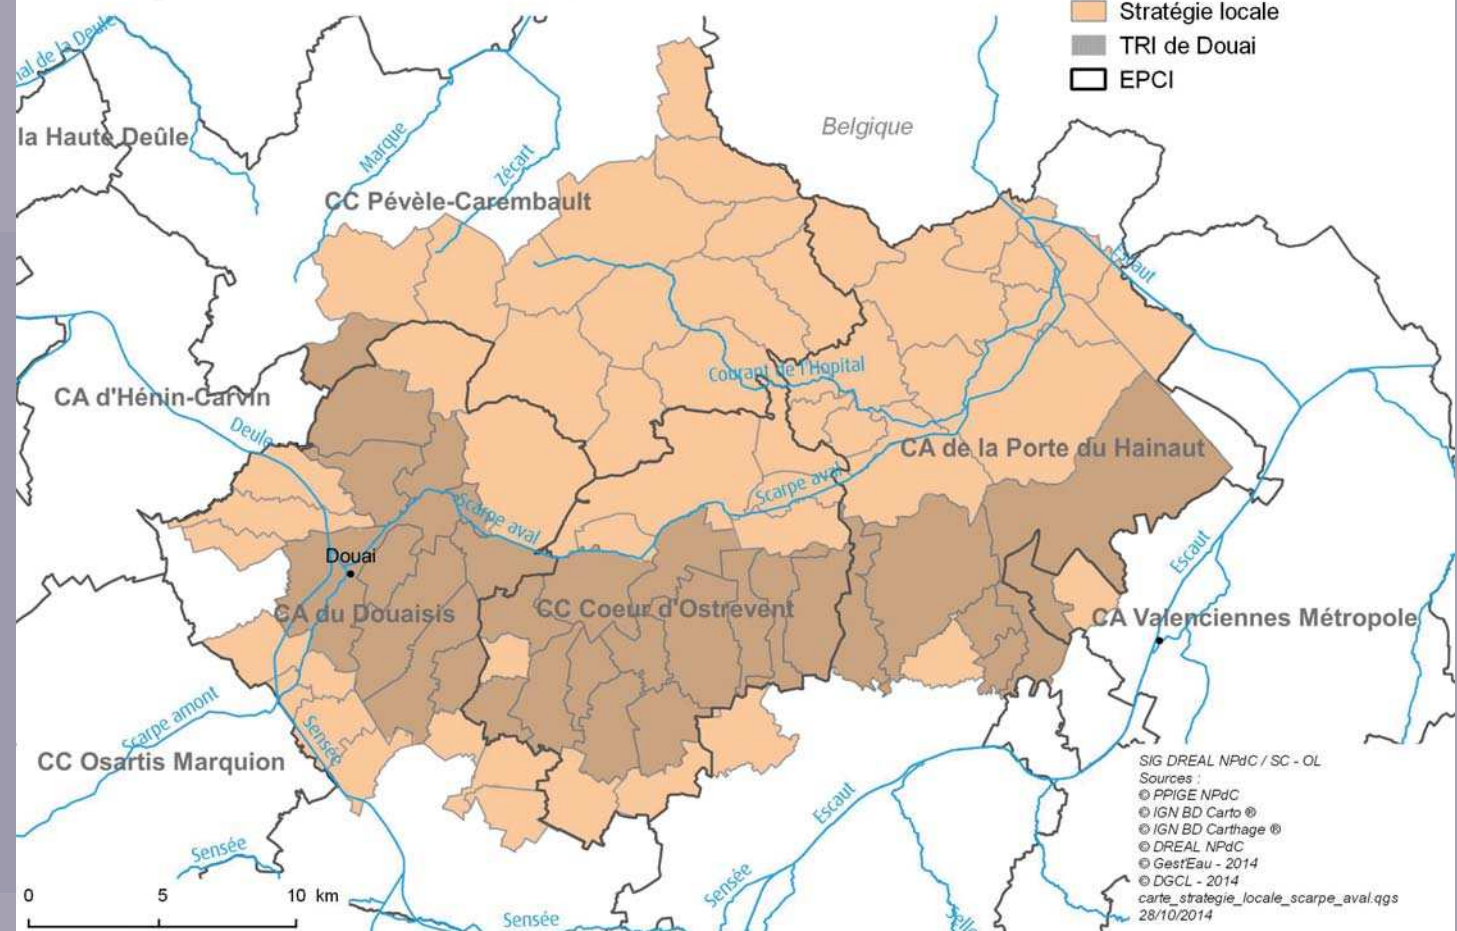 Stratégie locale
TRI de Douai
EPCI
nal de la Deule
Belgique
la Haute Deûle
Marque
Zécart
CC Pévèle-Carembault
Escaut
Courant de l'Hopital
CA d'Hénin-Carvin
Deule
CA de la Porte du Hainaut
Scarpe aval
Scarpe aval
Douai
Escaut
CA du Douaisis
CC Coeur d'Ostrevent
CA Valenciennes Métropole
Scarpe amont
Sensée
CC Osartis Marquion
SIG DREAL NPdC / SC - OL
Sources :
© PPIGE NPdC
© IGN BD Carto ®
© IGN BD Carthage ®
© DREAL NPdC
© Gest'Eau - 2014
© DGCL - 2014
carte_strategie_locale_scarpe_aval.qgs
28/10/2014
Escaut
Sensée
Sensée
Sensée
Selle
0 5 10 km